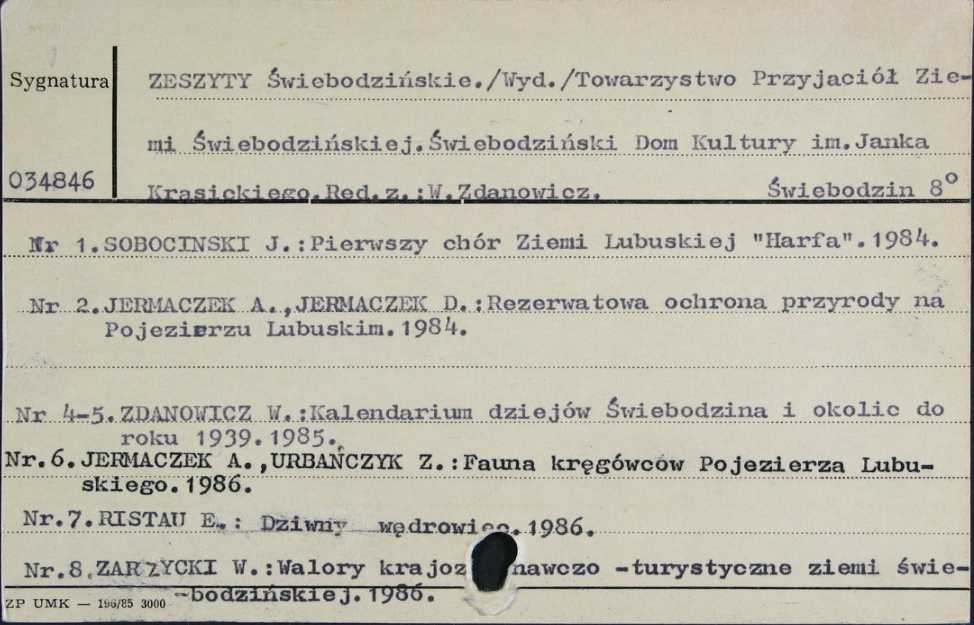 Sygnatura
ZESZYTY Świebodzińskie./Wyd./Towarzystwo Przyjaciół Zie-
mi Świebodzińskiej.Świebodziński Dom Kultury im.Janka
034846
Krasickiego.Red.z.:W.Zdanowicz. Świebodzin 8°
Nr 1.SOBOCINSKI J.:Pierwszy chór Ziemi Lubuskiej "Harfa".1984.
Nr 2.JERMACZEK A.,JERMACZEK D.:Rezerwatowa ochrona przyrody na
Pojezierzu Lubuskim.1984.
Nr 4-5.ZDANOWICZ W.:Kalendarium dziejów Świebodzina i okolic do
roku 1939.1985.
Nr.6.JERMACZEK A.,URBAŃCZYK Z.:Fauna kręgówców Pojezierza Lubu-
skiego.1986.
Nr.7.RISTAU E.: Dziwny wędrowiec.1986.
Nr.8.ZARZYCKI W.:Walory krajoznawczo -turystyczne ziemi świe-
-bodzińskiej.1986.
ZP UMK — 196/85 3000